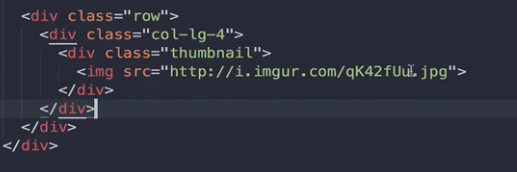 <div class="row">
<div class="col-lg-4">
<div class="thumbnail">
<img src="http://i.imgur.com/qK42fUu.jpg">
</div>
</div>
</div>
</div>